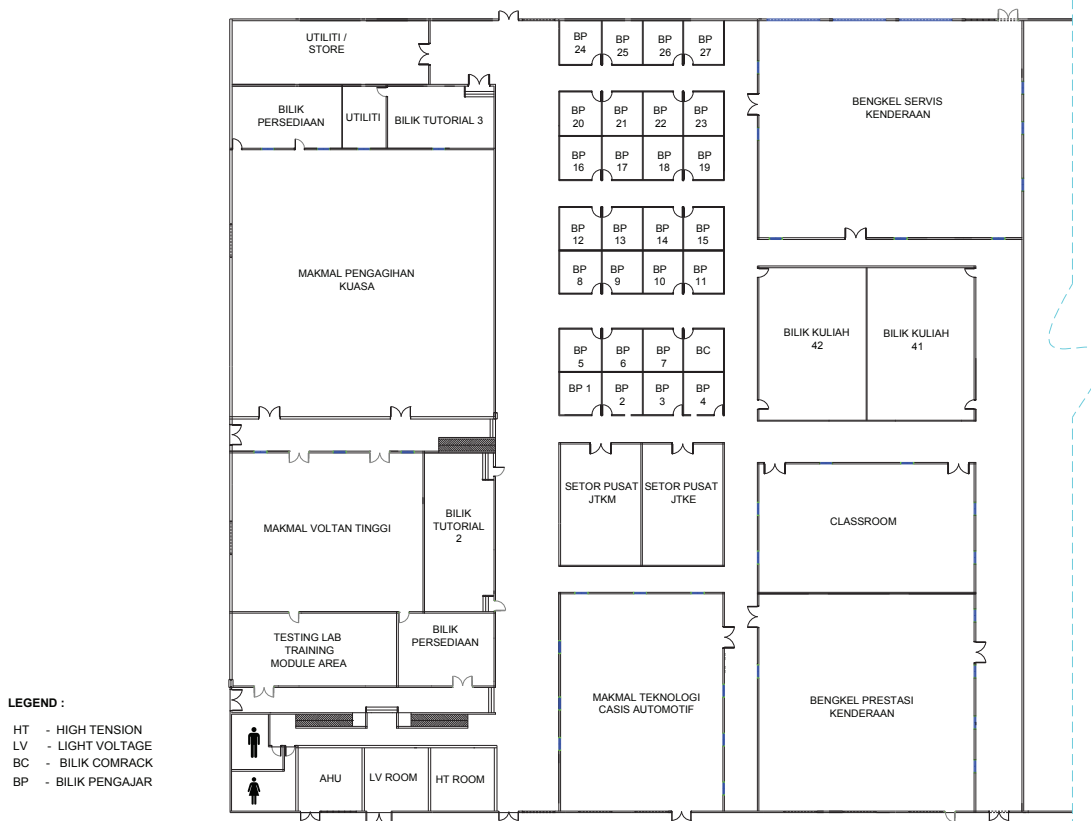 UTILITI /
STORE
BILIK
PERSEDIAAN
UTILITI
BILIK TUTORIAL 3
MAKMAL PENGAGIHAN
KUASA
MAKMAL VOLTAN TINGGI
BILIK
TUTORIAL
2
TESTING LAB
TRAINING
MODULE AREA
BILIK
PERSEDIAAN
AHU
LV ROOM
HT ROOM
BP
24
BP
25
BP
26
BP
27
BP
20
BP
21
BP
22
BP
23
BP
16
BP
17
BP
18
BP
19
BP
12
BP
13
BP
14
BP
15
BP
8
BP
9
BP
10
BP
11
BP
5
BP
6
BP
7
BC
BP 1
BP
2
BP
3
BP
4
SETOR PUSAT
JTKM
SETOR PUSAT
JTKE
MAKMAL TEKNOLOGI
CASIS AUTOMOTIF
BENGKEL SERVIS
KENDERAAN
BILIK KULIAH
42
BILIK KULIAH
41
CLASSROOM
BENGKEL PRESTASI
KENDERAAN
LEGEND :
HT - HIGH TENSION
LV - LIGHT VOLTAGE
BC - BILIK COMRACK
BP - BILIK PENGAJAR